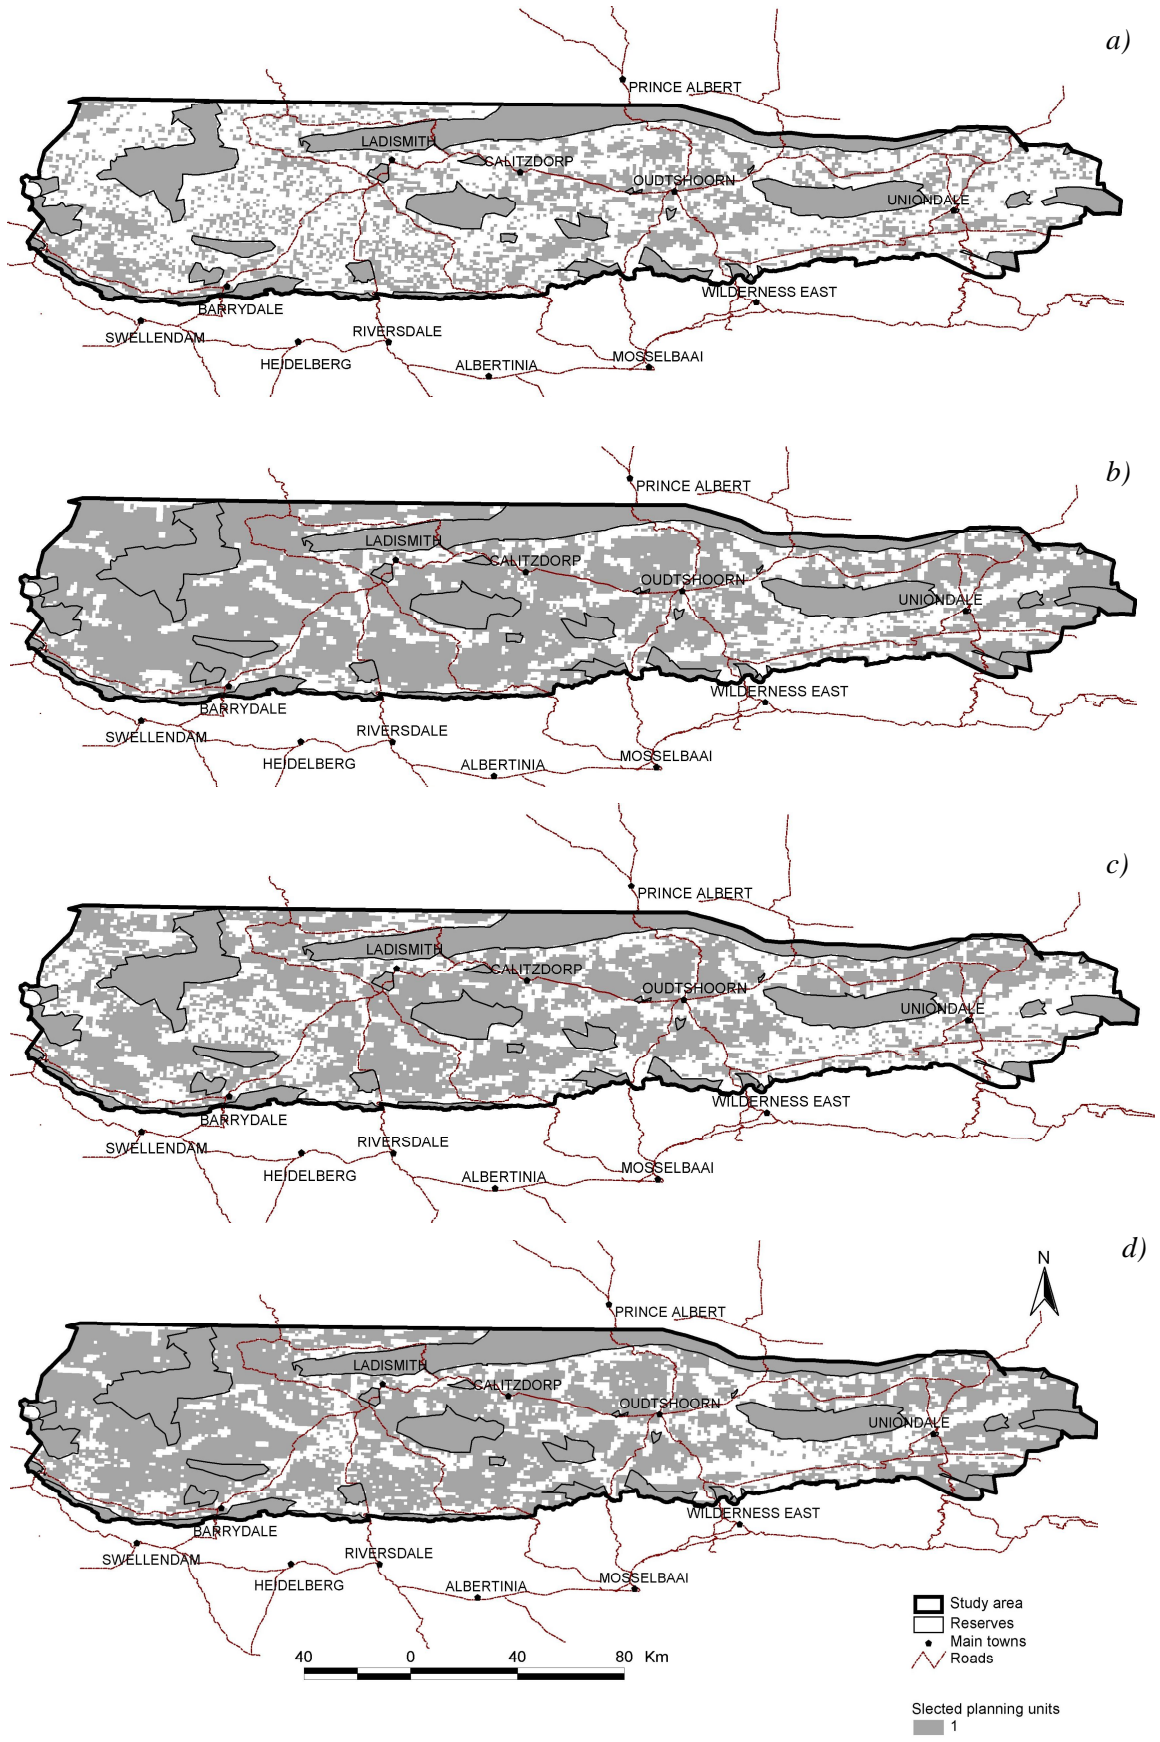 a)
PRINCE ALBERT
LADISMITH
CALITZDORP
OUDTSHOORN
UNIONDALE
WILDERNESS EAST
BARRYDALE
SWELLENDAM
RIVERSDALE
HEIDELBERG
ALBERTINIA
MOSSELBAAI
b)
PRINCE ALBERT
LADISMITH
CALITZDORP
OUDTSHOORN
UNIONDALE
WILDERNESS EAST
BARRYDALE
SWELLENDAM
RIVERSDALE
HEIDELBERG
ALBERTINIA
MOSSELBAAI
c)
PRINCE ALBERT
LADISMITH
CALITZDORP
OUDTSHOORN
UNIONDALE
WILDERNESS EAST
BARRYDALE
SWELLENDAM
RIVERSDALE
HEIDELBERG
ALBERTINIA
MOSSELBAAI
d)
N
PRINCE ALBERT
LADISMITH
CALITZDORP
OUDTSHOORN
UNIONDALE
WILDERNESS EAST
BARRYDALE
SWELLENDAM
RIVERSDALE
HEIDELBERG
ALBERTINIA
MOSSELBAAI
40 0 40 80 Km
Study area
Reserves
Main towns
Roads
Slected planning units
1